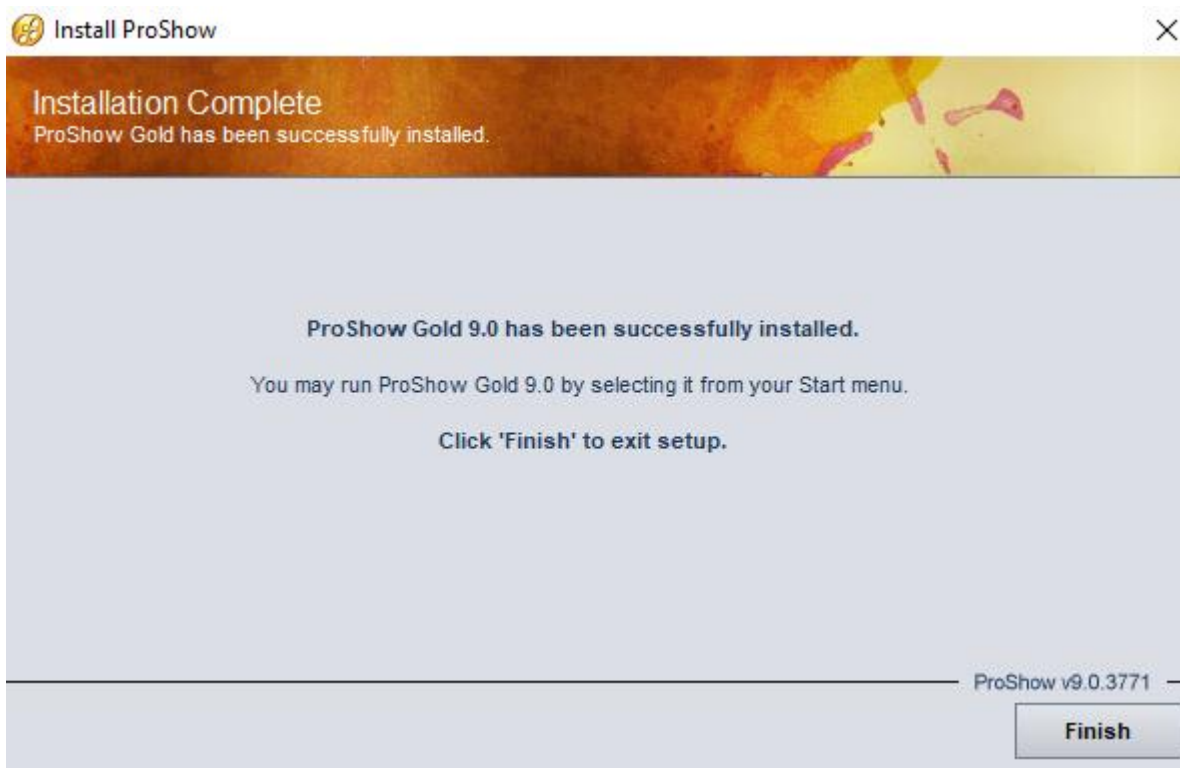 Install ProShow
Installation Complete
ProShow Gold has been successfully installed.
ProShow Gold 9.0 has been successfully installed.
You may run ProShow Gold 9.0 by selecting it from your Start menu.
Click 'Finish' to exit setup.
ProShow v9.0.3771
Finish